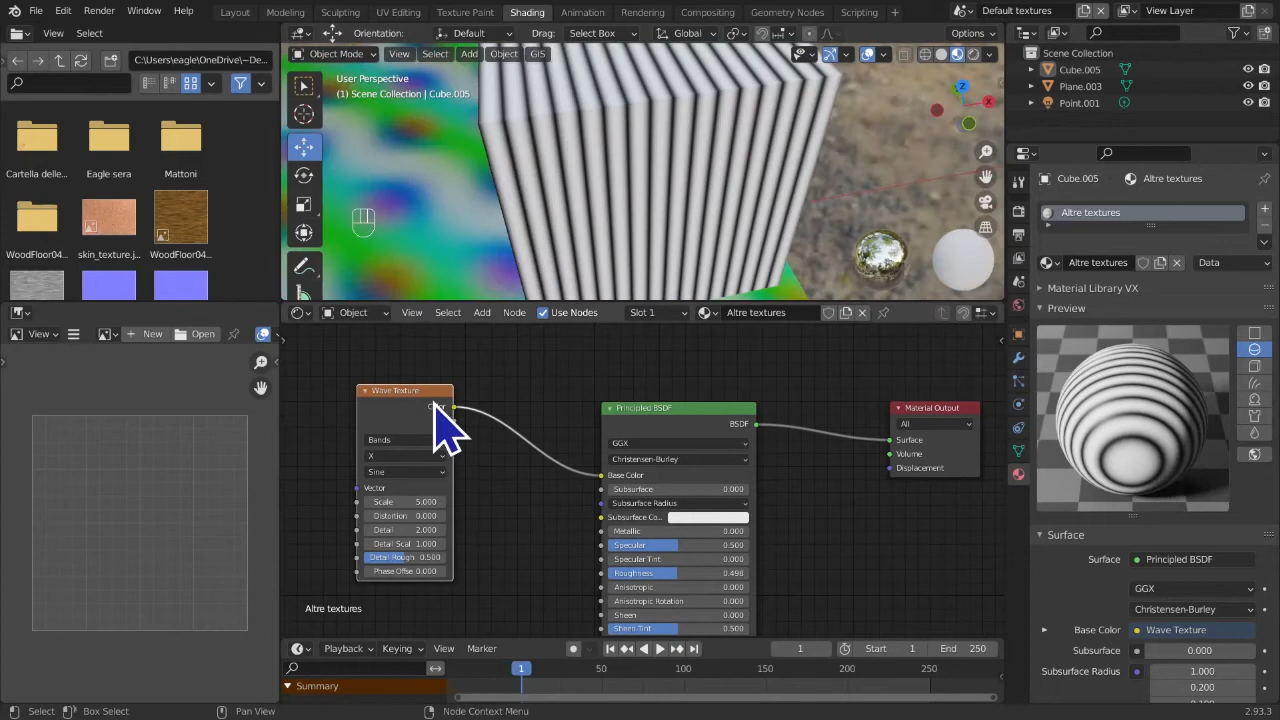 File Edit Render Window Help Layout Modeling Sculpting UV Editing Texture Paint Shading Animation Rendering Compositing Geometry Nodes Scripting + Default textures View Layer
View Select
C:\users\eagle\OneDrive\~De...
Cartella delle... Eagle sera Mattoni
WoodFloor04... skin_texture.j... WoodFloor04...
Orientation: Default Drag: Select Box Global Options
Object Mode View Select Add Object GIS
User Perspective
(1) Scene Collection | Cube.005
Z
X
Scene Collection
Cube.005
Plane.003
Point.001
Cube.005 Altre textures
Altre textures
Altre textures Data
Material Library VX
Preview
Surface
Surface Principled BSDF
GGX
Christensen-Burley
Base Color Wave Texture
Subsurface 0.000
Subsurface Radius 1.000
0.200
View New Open
Object View Select Add Node Use Nodes Slot 1 Altre textures
Wave Texture
Bands
X
Sine
Vector
Scale 5.000
Distortion 0.000
Detail 2.000
Detail Scal 1.000
Detail Rough 0.500
Phase Offse 0.000
Altre textures
Principled BSDF
BSDF
GGX
Christensen-Burley
Base Color
Subsurface 0.000
Subsurface Radius
Subsurface Co...
Metallic 0.000
Specular 0.500
Specular Tint 0.000
Roughness 0.498
Anisotropic 0.000
Anisotropic Rotation 0.000
Sheen 0.000
Sheen Tint 0.500
Material Output
All
Surface
Volume
Displacement
Playback Keying View Marker 1 Start 1 End 250
1 50 100 150 200 250
Summary
Select Box Select Pan View Node Context Menu 2.93.3